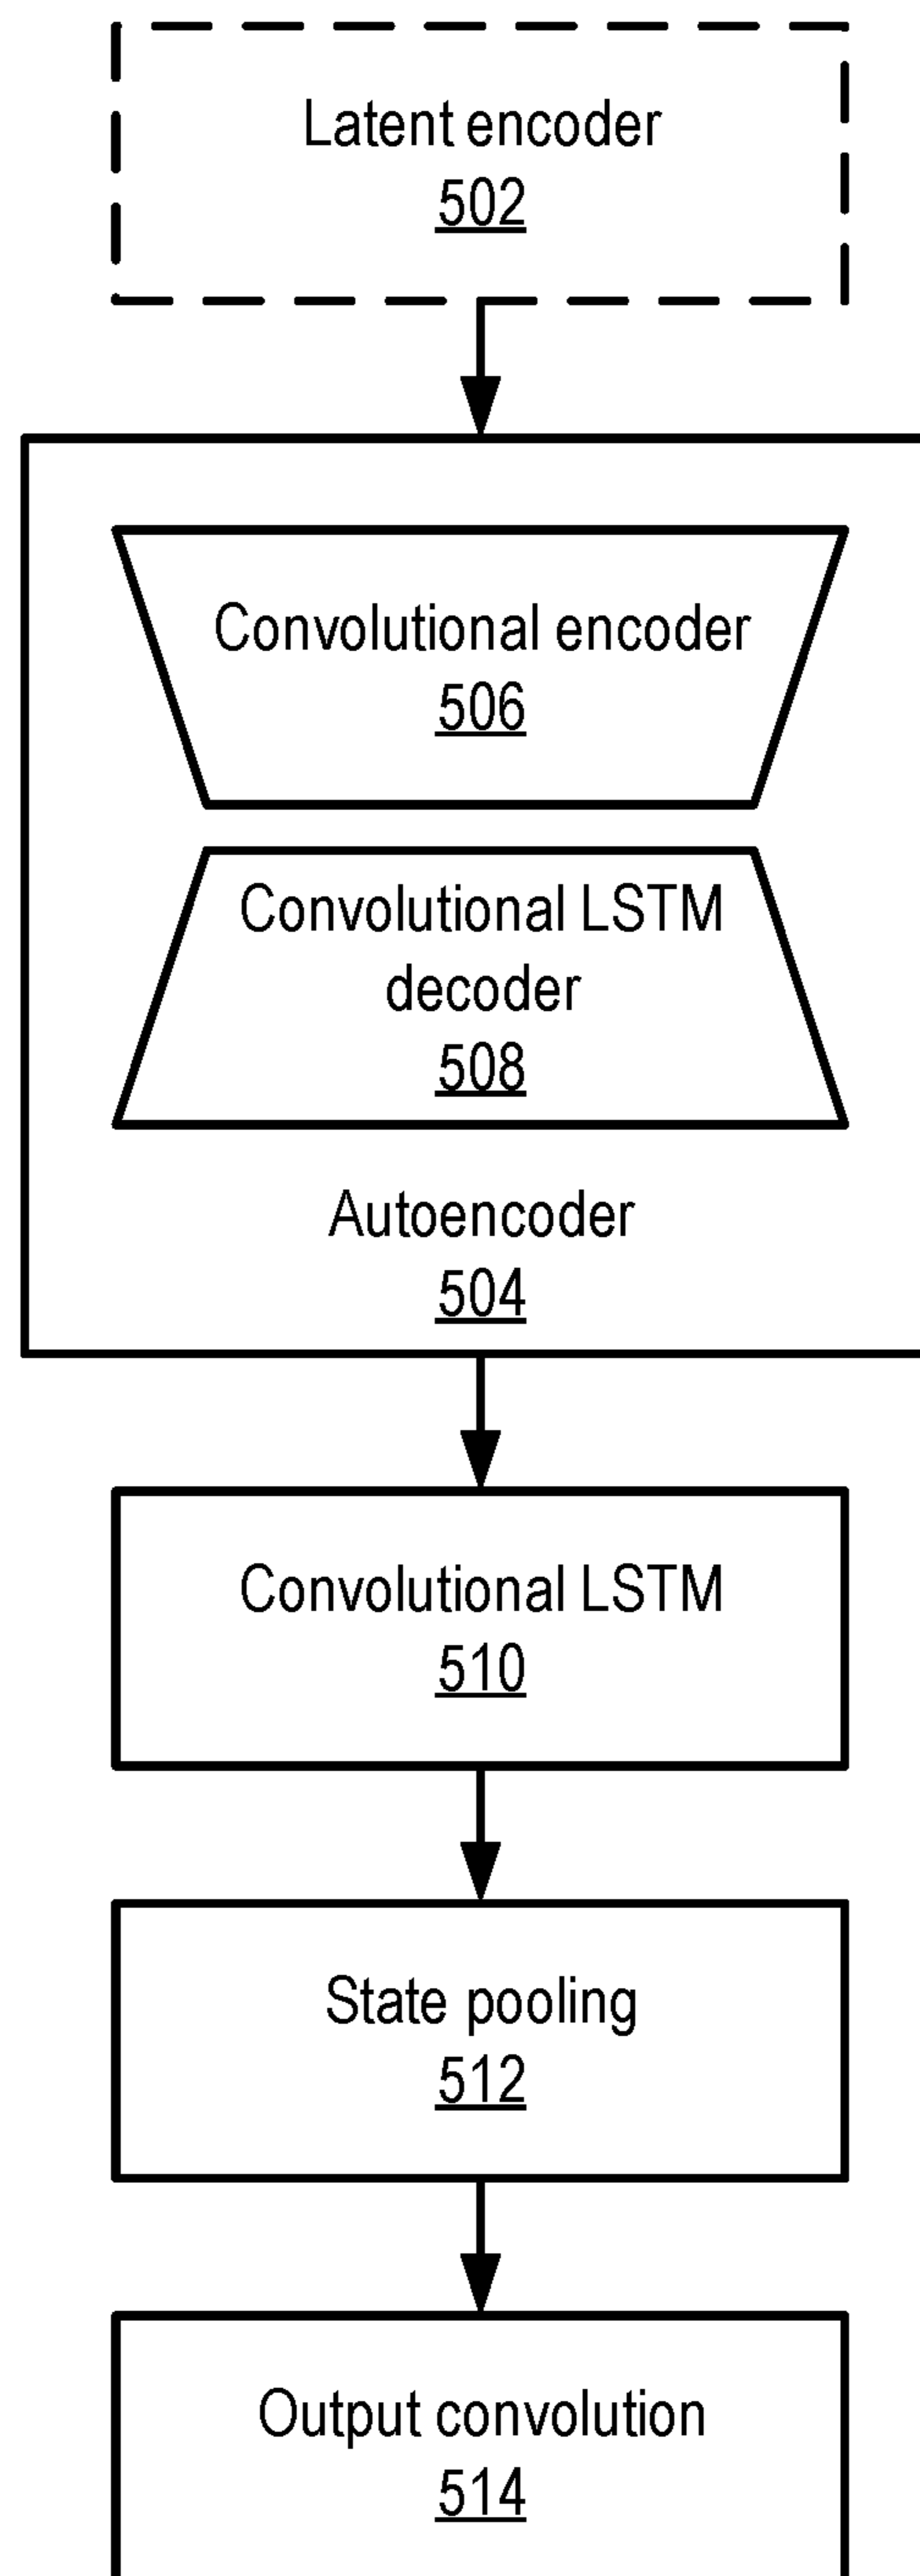 Latent encoder
502
Convolutional encoder
506
Convolutional LSTM
decoder
508
Autoencoder
504
Convolutional LSTM
510
State pooling
512
Output convolution
514